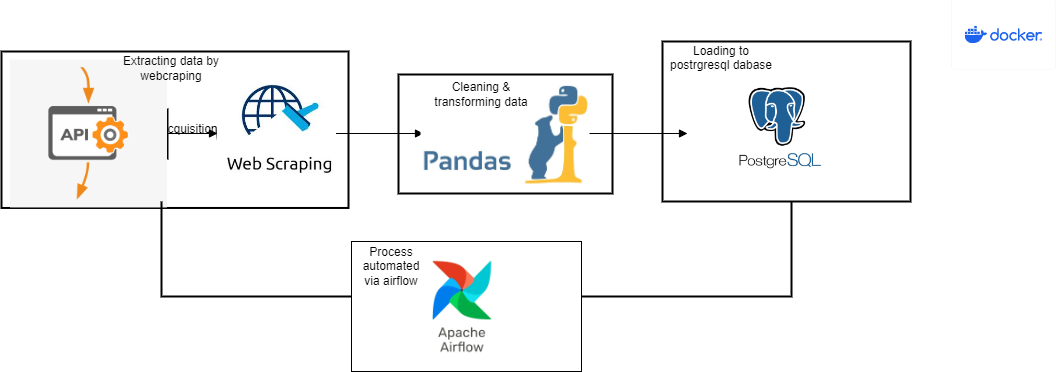 docker.
Extracting data by
webcraping
API
cquisition
Web Scraping
Cleaning &
transforming data
Pandas
Loading to
postrgresql dabase
PostgreSQL
Process
automated
via airflow
Apache
Airflow